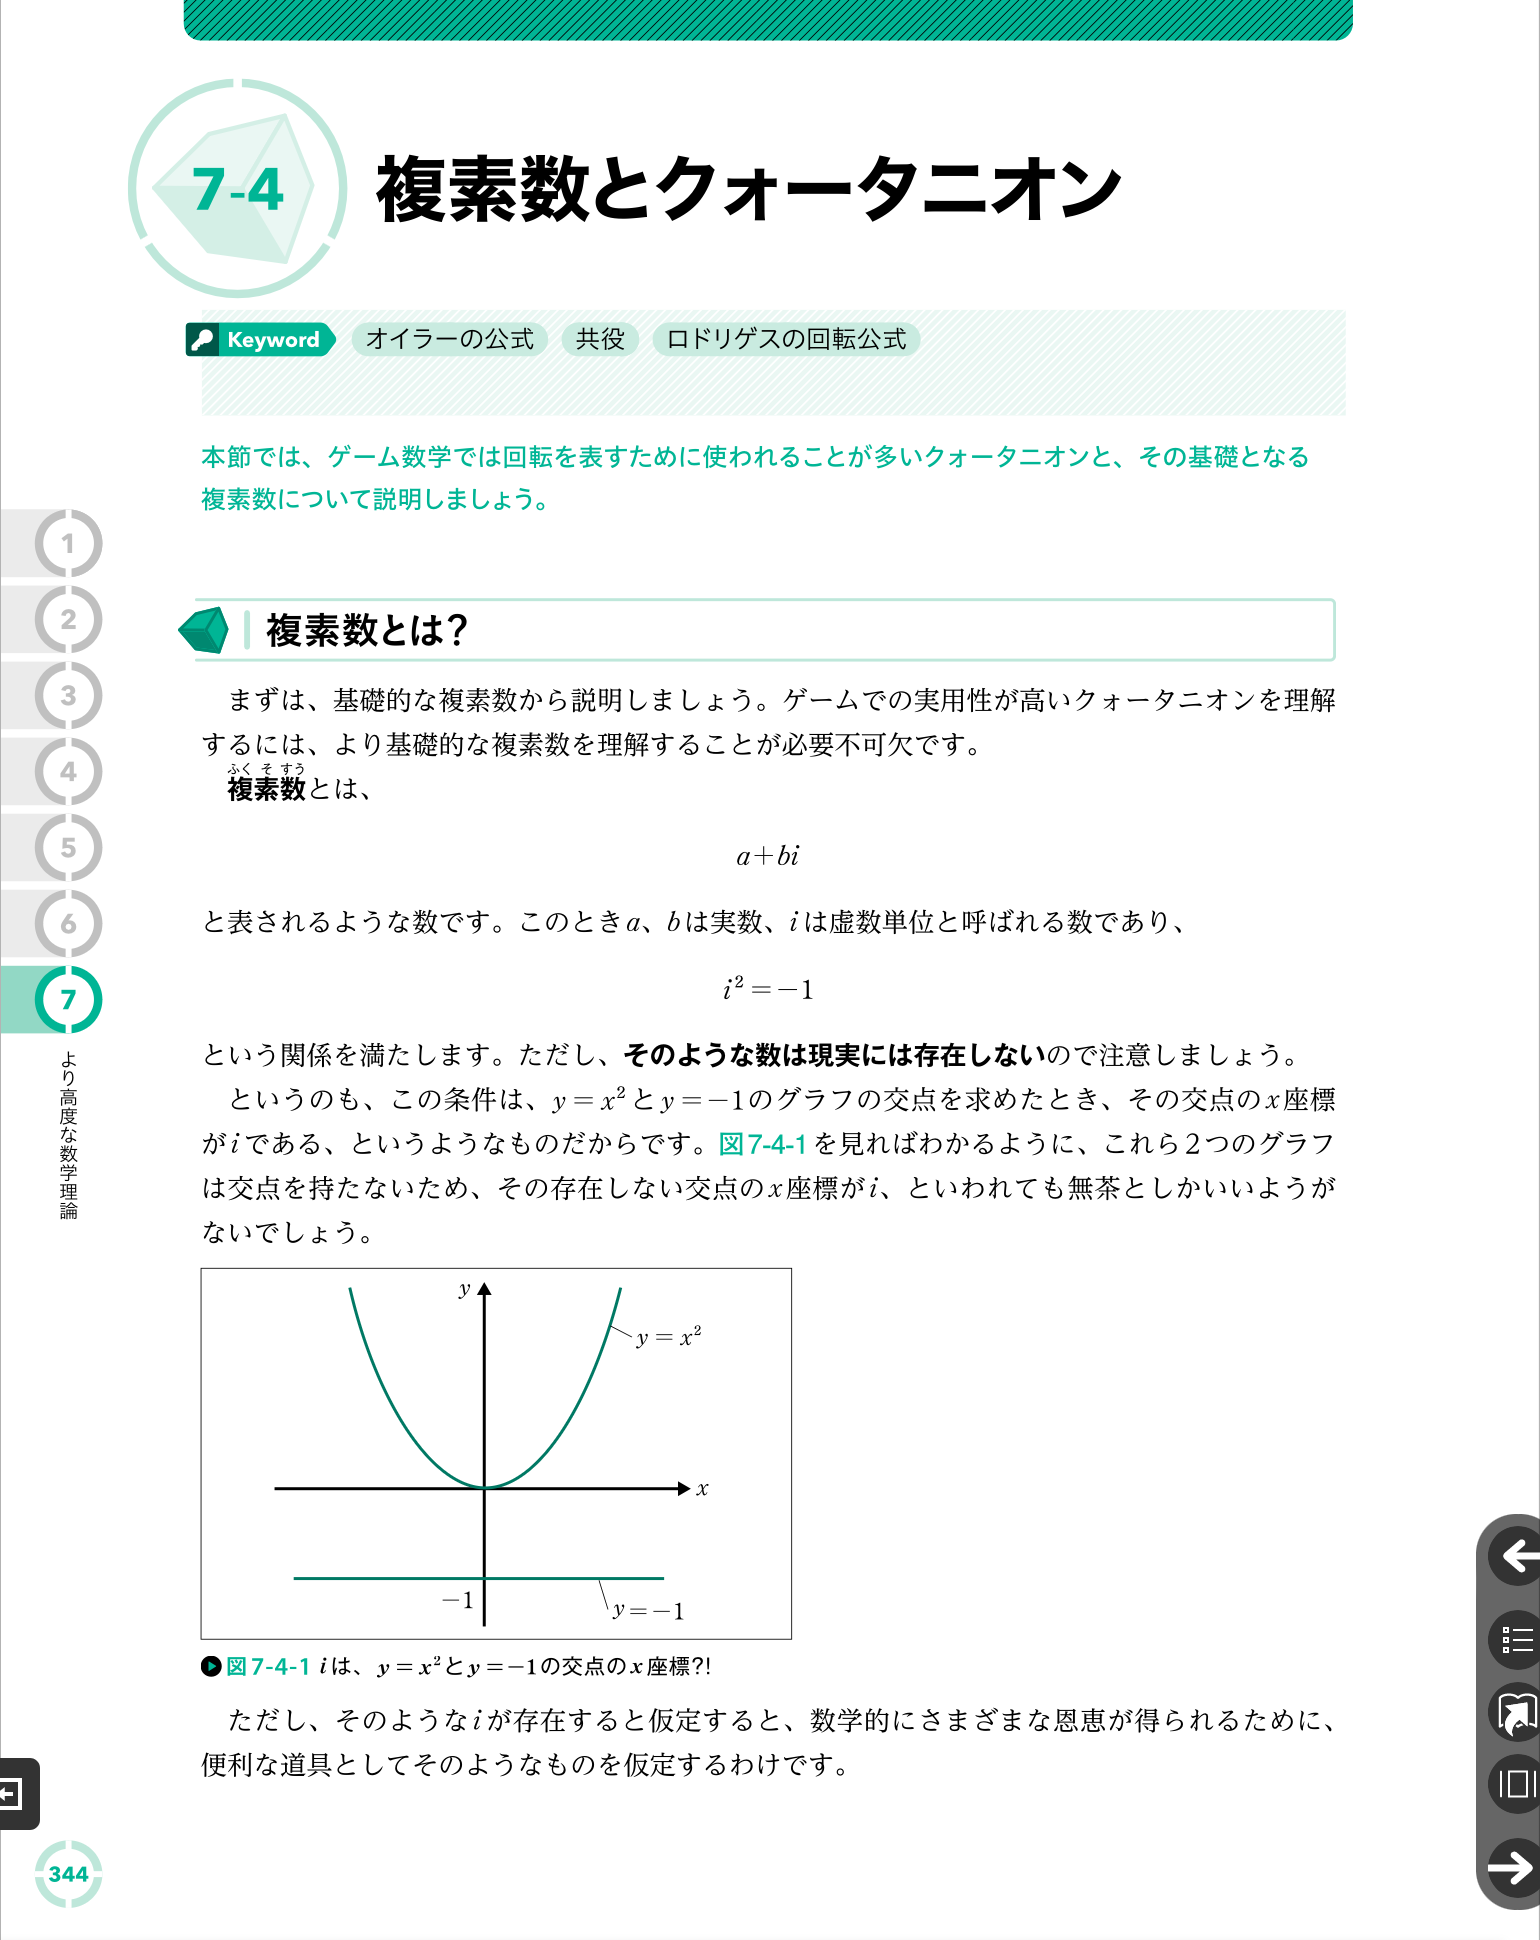 7-4
複素数とクォータニオン
Keyword オイラーの公式 共役 ロドリゲスの回転公式
本節では、ゲーム数学では回転を表すために使われることが多いクォータニオンと、その基礎となる
複素数について説明しましょう。
1
2
3
4
5
6
7
より高度な数学理論
複素数とは？
まずは、基礎的な複素数から説明しましょう。ゲームでの実用性が高いクォータニオンを理解
するには、より基礎的な複素数を理解することが必要不可欠です。
ふく そ すう
複素数とは、
a+bi
と表されるような数です。このときa、bは実数、iは虚数単位と呼ばれる数であり、
i²=−1
という関係を満たします。ただし、そのような数は現実には存在しないので注意しましょう。
というのも、この条件は、y=x²とy=−1のグラフの交点を求めたとき、その交点のx座標
がiである、というようなものだからです。図7-4-1を見ればわかるように、これら2つのグラフ
は交点を持たないため、その存在しない交点のx座標がi、といわれても無茶としかいいようが
ないでしょう。
y
y=x²
x
−1
y=−1
図7-4-1 iは、y=x²とy=−1の交点のx座標?!
ただし、そのようなiが存在すると仮定すると、数学的にさまざまな恩恵が得られるために、
便利な道具としてそのようなものを仮定するわけです。
344